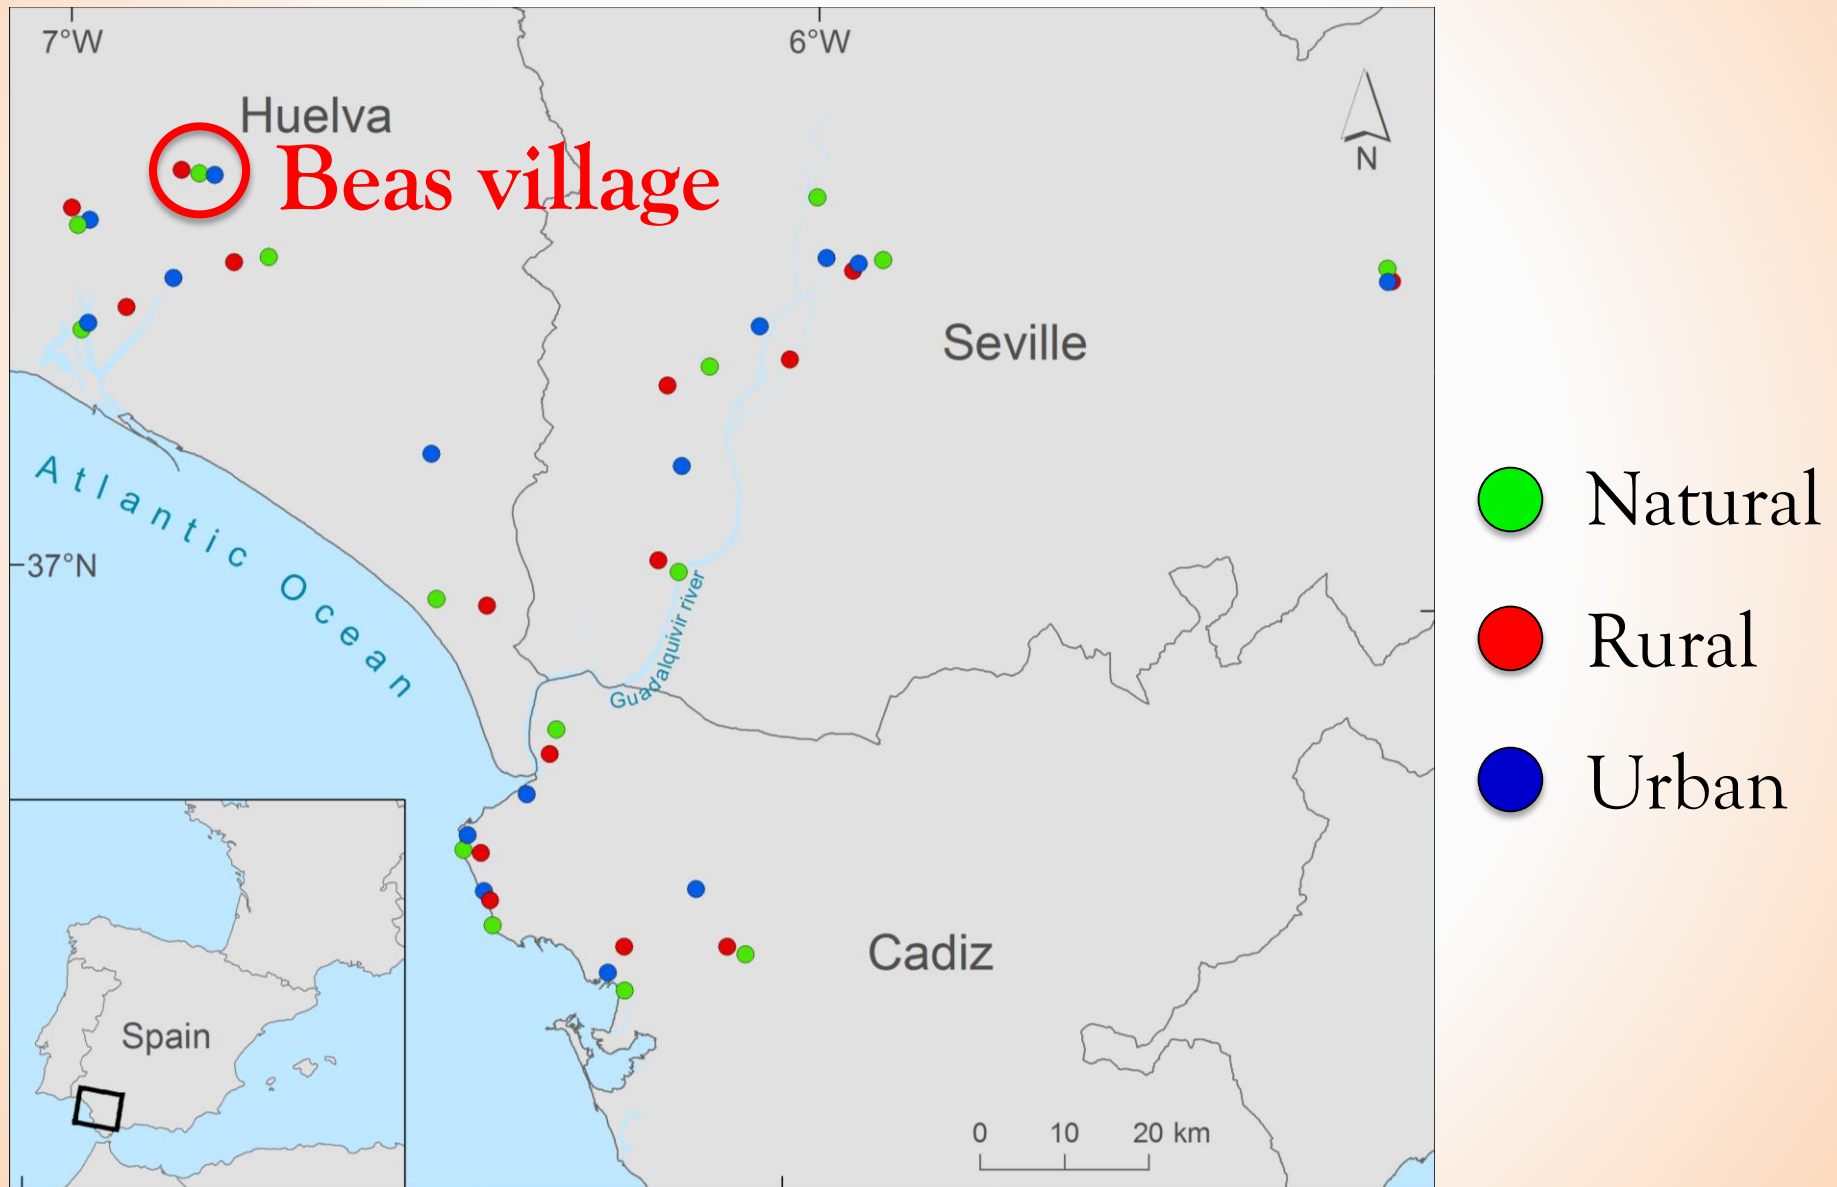 7°W
6°W
Huelva
N
Beas village
Seville
Atlantic Ocean
37°N
Guadalquivir river
Natural
Rural
Urban
Cadiz
Spain
0 10 20 km